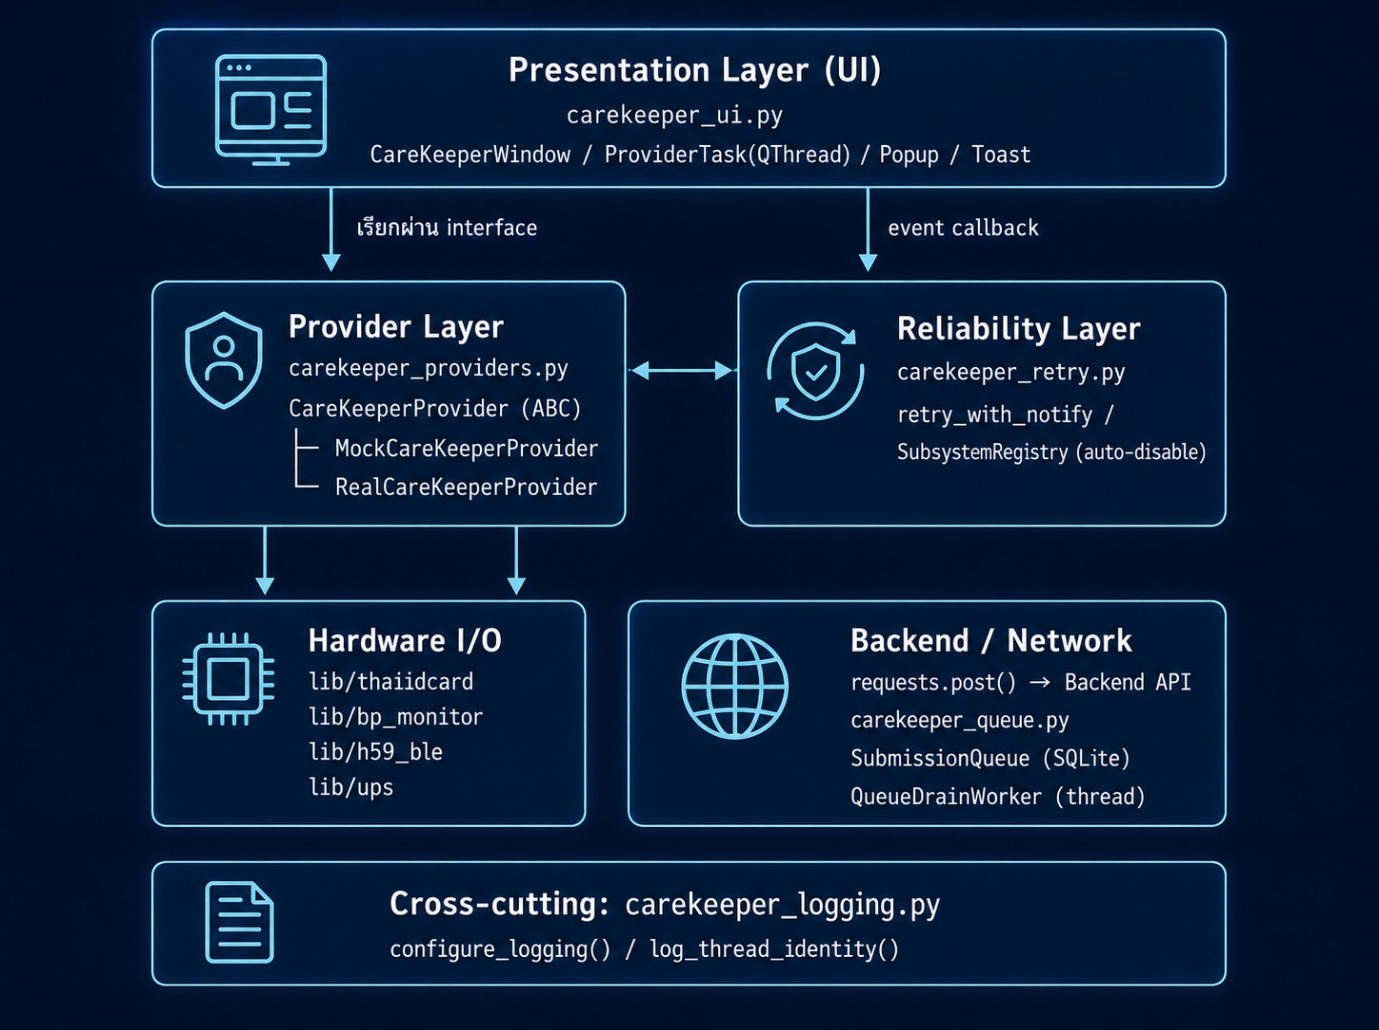 Presentation Layer (UI)
carekeeper_ui.py
CareKeeperWindow / ProviderTask(QThread) / Popup / Toast
เรียกผ่าน interface
event callback
Provider Layer
carekeeper_providers.py
CareKeeperProvider (ABC)
MockCareKeeperProvider
RealCareKeeperProvider
Reliability Layer
carekeeper_retry.py
retry_with_notify /
SubsystemRegistry (auto-disable)
Hardware I/O
lib/thaiidcard
lib/bp_monitor
lib/h59_ble
lib/ups
Backend / Network
requests.post() → Backend API
carekeeper_queue.py
SubmissionQueue (SQLite)
QueueDrainWorker (thread)
Cross-cutting: carekeeper_logging.py
configure_logging() / log_thread_identity()